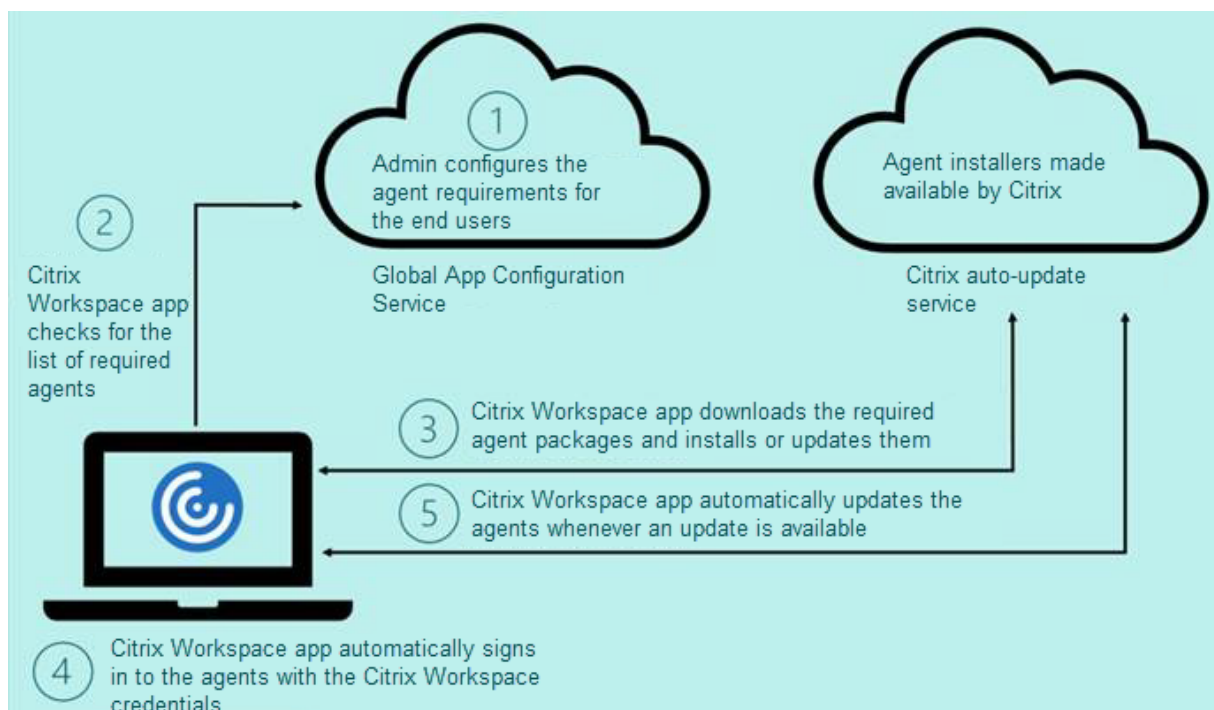 1
Admin configures the
agent requirements for
the end users
Global App Configuration
Service
Agent installers made
available by Citrix
Citrix auto-update
service
2
Citrix
Workspace app
checks for the
list of required
agents
3
Citrix Workspace app downloads the required
agent packages and installs or updates them
5
Citrix Workspace app automatically updates the
agents whenever an update is available
4
Citrix Workspace app automatically signs
in to the agents with the Citrix Workspace
credentials